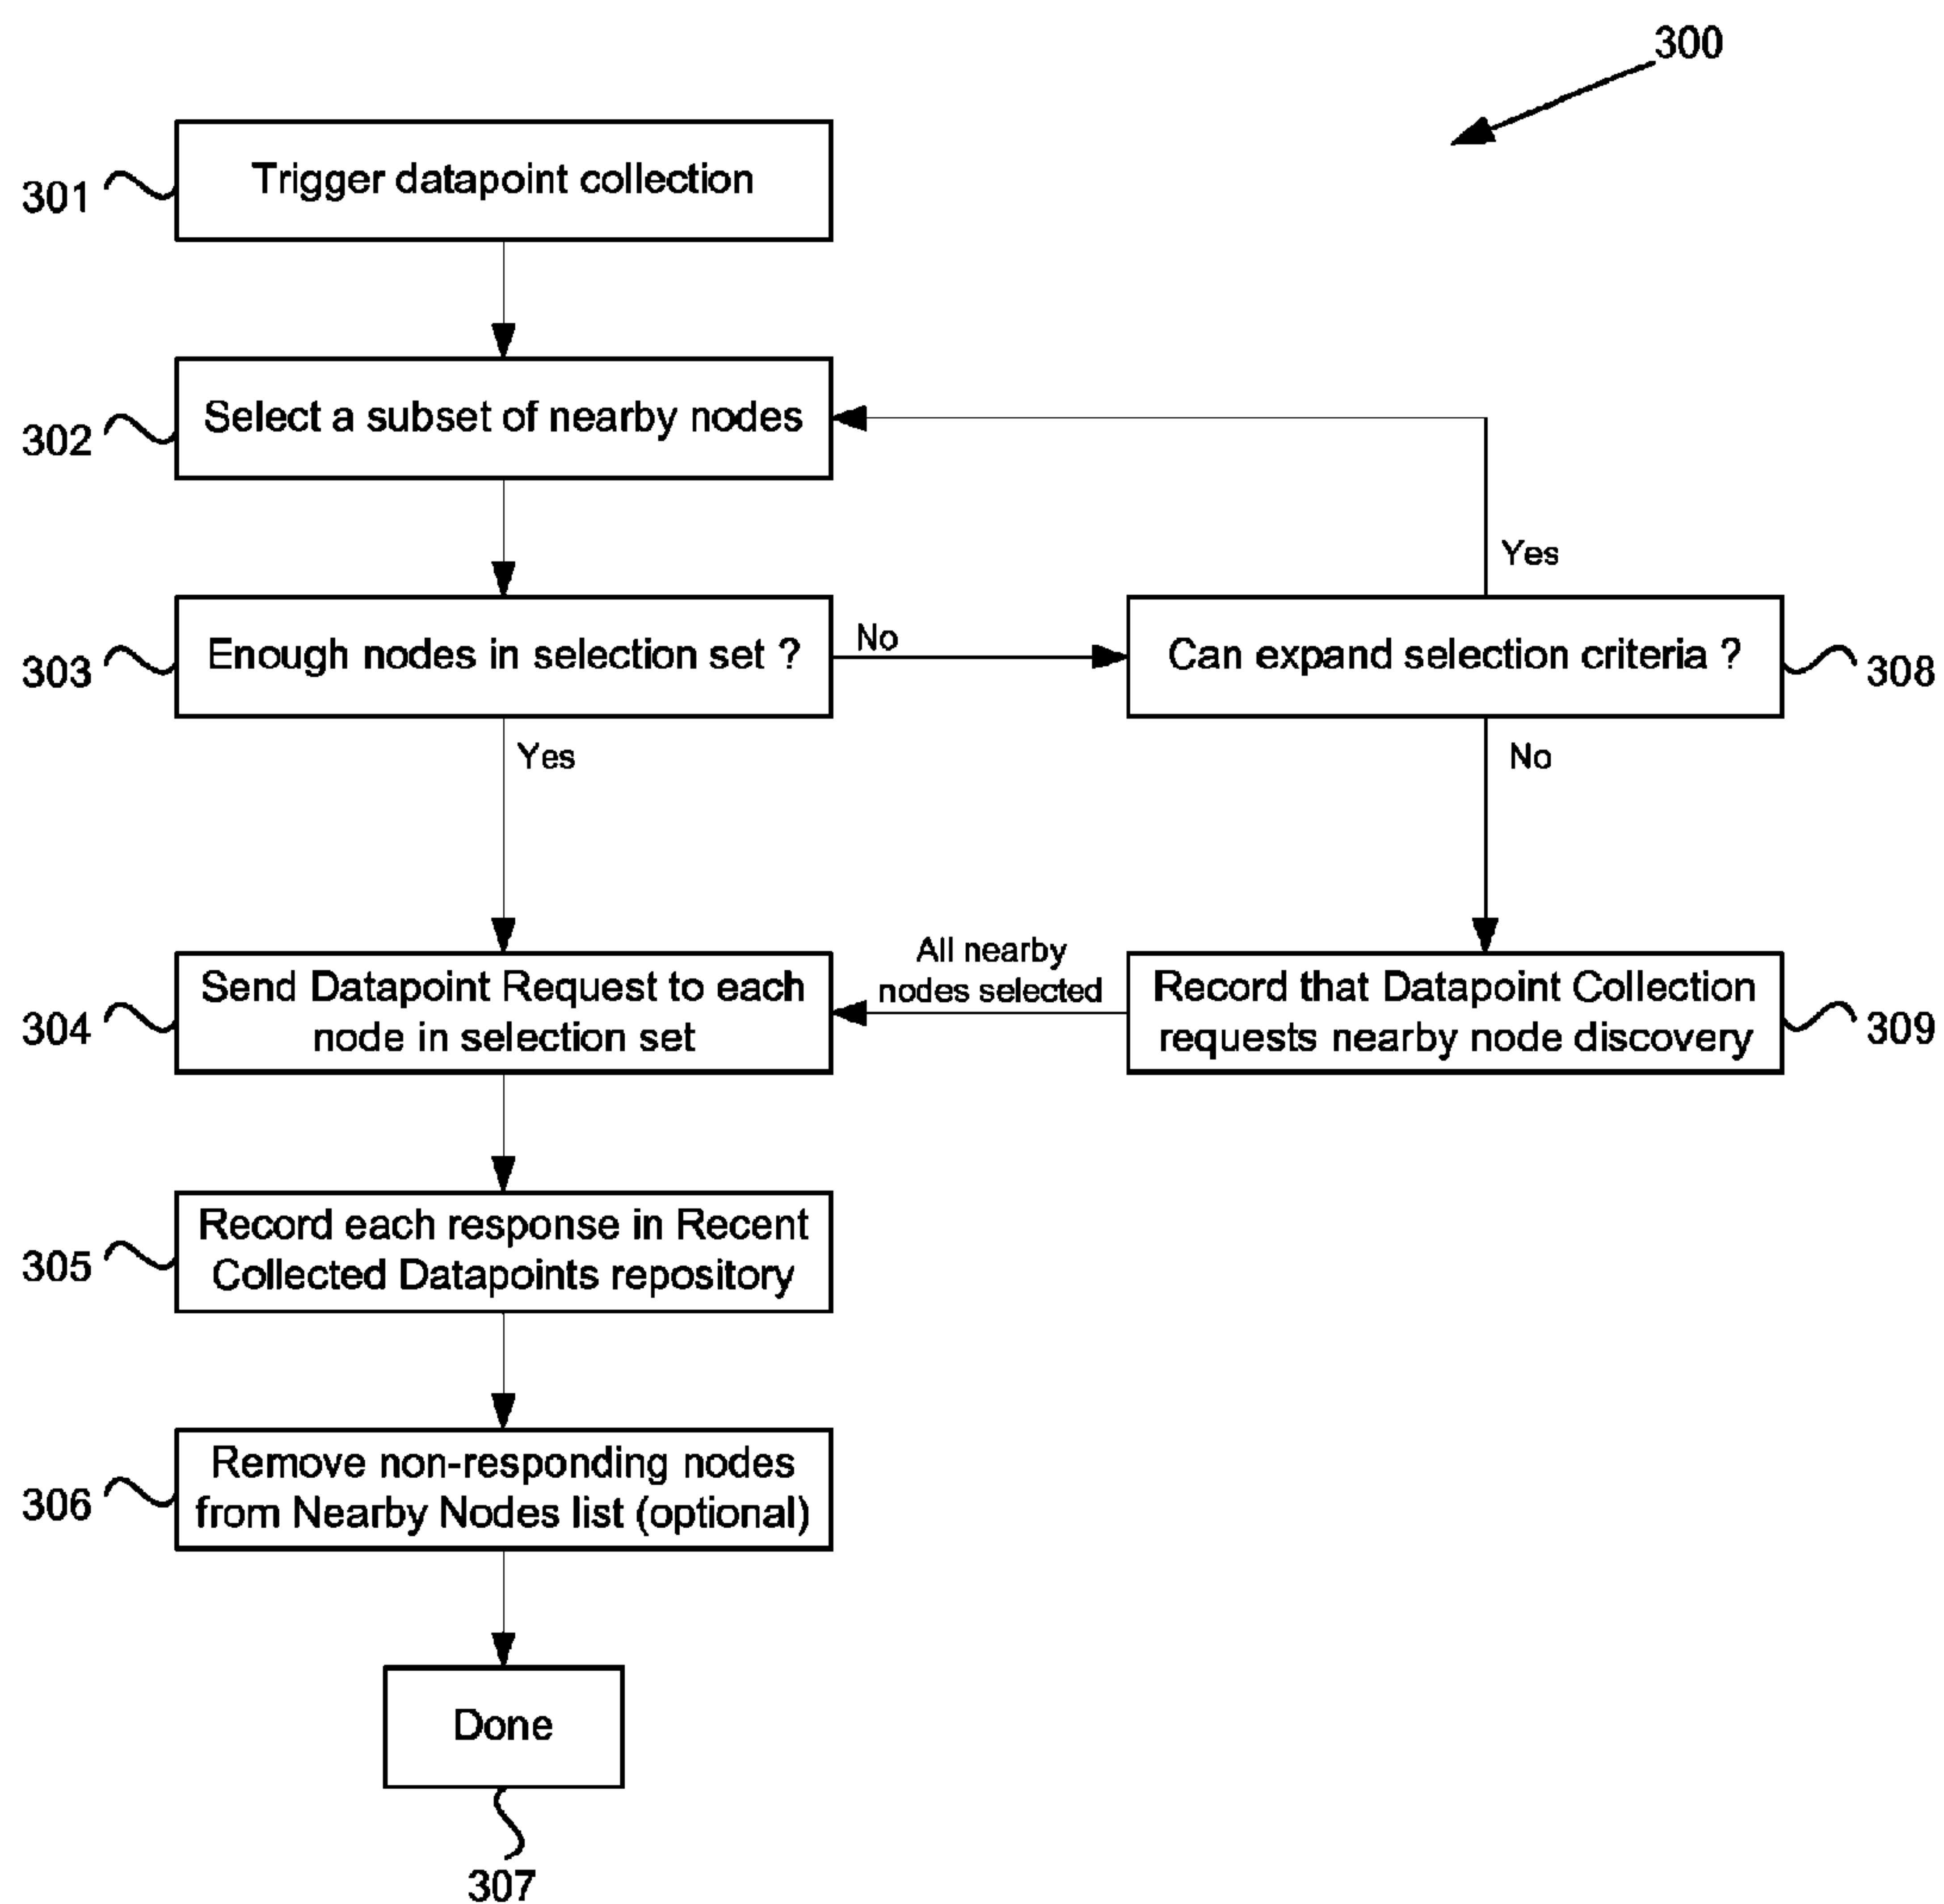 300
301
Trigger datapoint collection
302
Select a subset of nearby nodes
Yes
303
Enough nodes in selection set ?
No
Can expand selection criteria ?
308
Yes
No
304
Send Datapoint Request to each
node in selection set
All nearby
nodes selected
Record that Datapoint Collection
requests nearby node discovery
309
305
Record each response in Recent
Collected Datapoints repository
306
Remove non-responding nodes
from Nearby Nodes list (optional)
Done
307